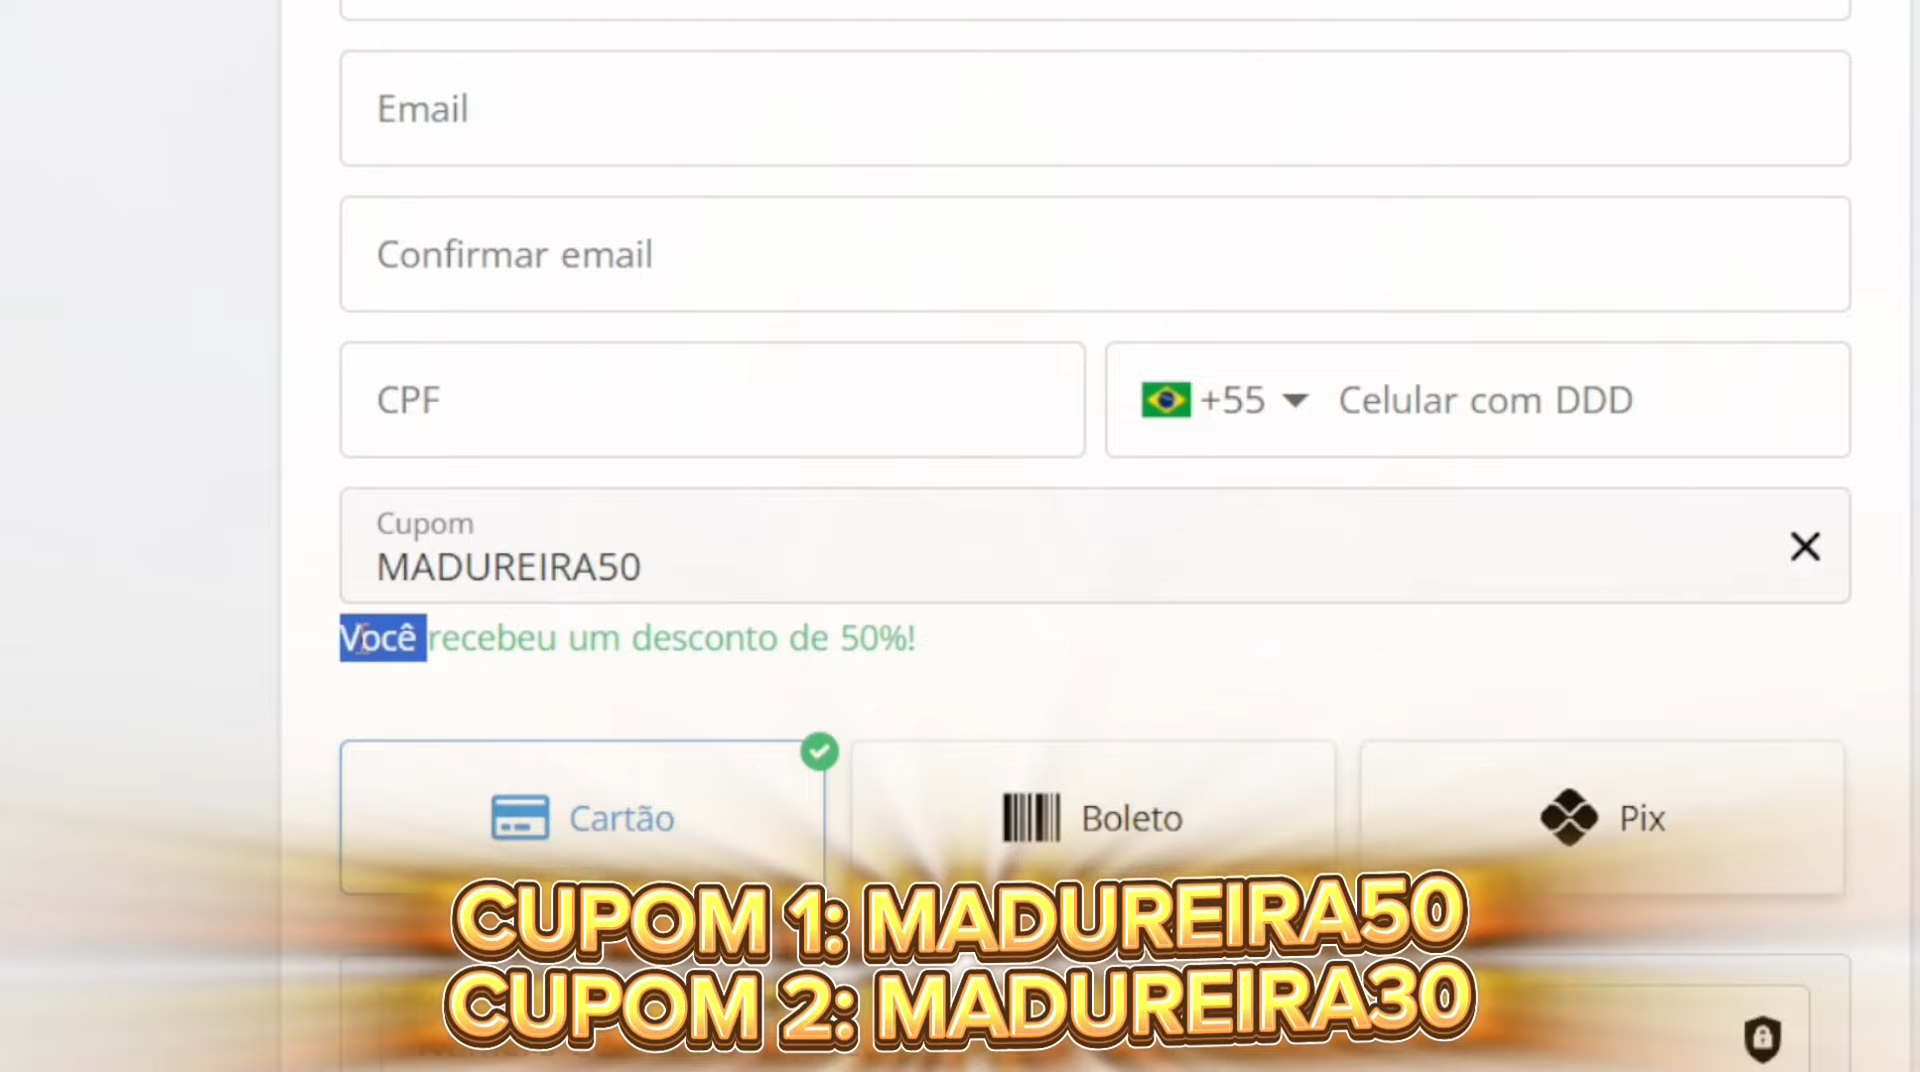 Email
Confirmar email
CPF
+55 Celular com DDD
Cupom
MADUREIRA50
Você recebeu um desconto de 50%!
Cartão
Boleto
Pix
CUPOM 1: MADUREIRA50
CUPOM 2: MADUREIRA30